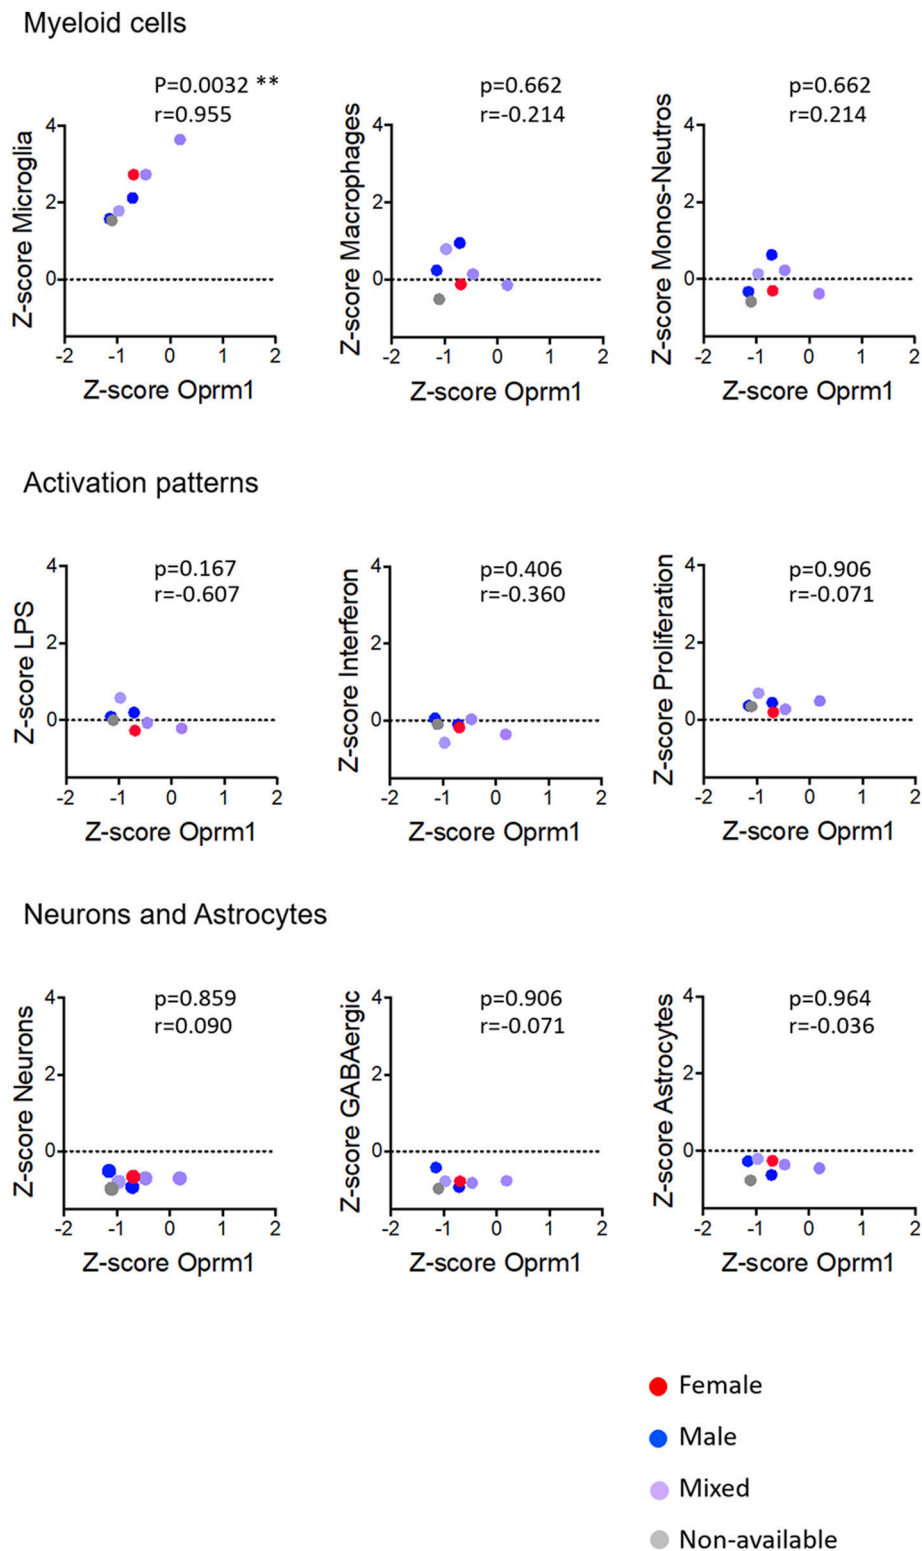 Myeloid cells
P=0.0032 **
r=0.955
Z-score Microglia
4
2
0
-2 -1 0 1 2
Z-score Oprm1
p=0.662
r=-0.214
Z-score Macrophages
4
2
0
-2 -1 0 1 2
Z-score Oprm1
p=0.662
r=0.214
Z-score Monos-Neutros
4
2
0
-2 -1 0 1 2
Z-score Oprm1
Activation patterns
p=0.167
r=-0.607
Z-score LPS
4
2
0
-2 -1 0 1 2
Z-score Oprm1
p=0.406
r=-0.360
Z-score Interferon
4
2
0
-2 -1 0 1 2
Z-score Oprm1
p=0.906
r=-0.071
Z-score Proliferation
4
2
0
-2 -1 0 1 2
Z-score Oprm1
Neurons and Astrocytes
p=0.859
r=0.090
Z-score Neurons
4
2
0
-2 -1 0 1 2
Z-score Oprm1
p=0.906
r=-0.071
Z-score GABAergic
4
2
0
-2 -1 0 1 2
Z-score Oprm1
p=0.964
r=-0.036
Z-score Astrocytes
4
2
0
-2 -1 0 1 2
Z-score Oprm1
Female
Male
Mixed
Non-available